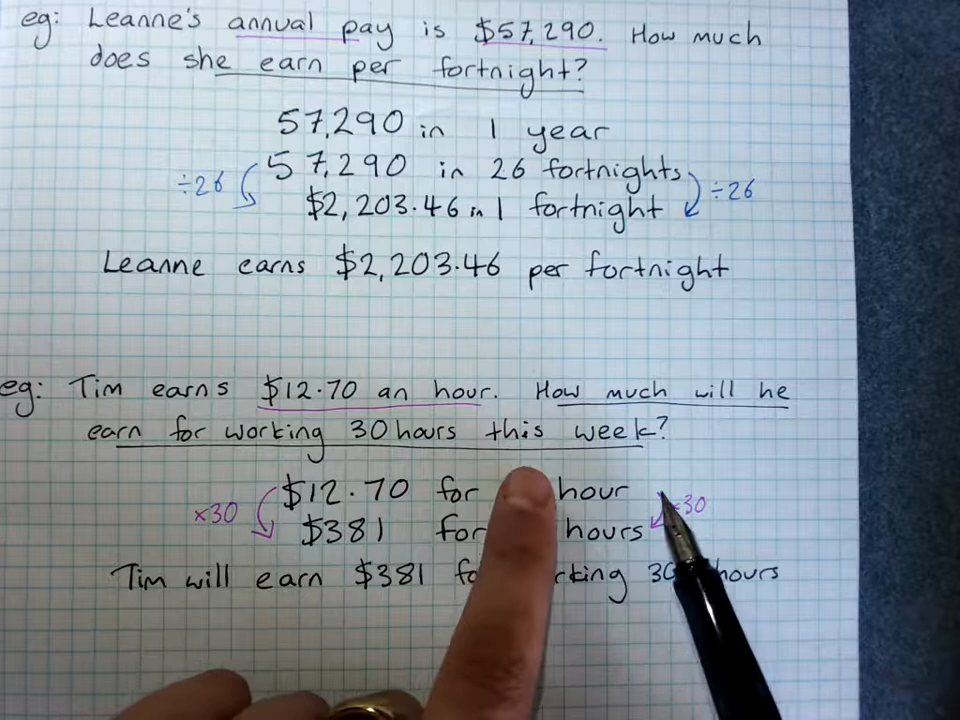 eg: Leanne's annual pay is $57,290. How much
does she earn per fortnight?
57,290 in 1 year
÷26 57,290 in 26 fortnights ÷26
$2,203.46 in 1 fortnight
Leanne earns $2,203.46 per fortnight
eg: Tim earns $12.70 an hour. How much will he
earn for working 30 hours this week?
$12.70 for hour
×30 $381 for hours ×30
Tim will earn $381 hours